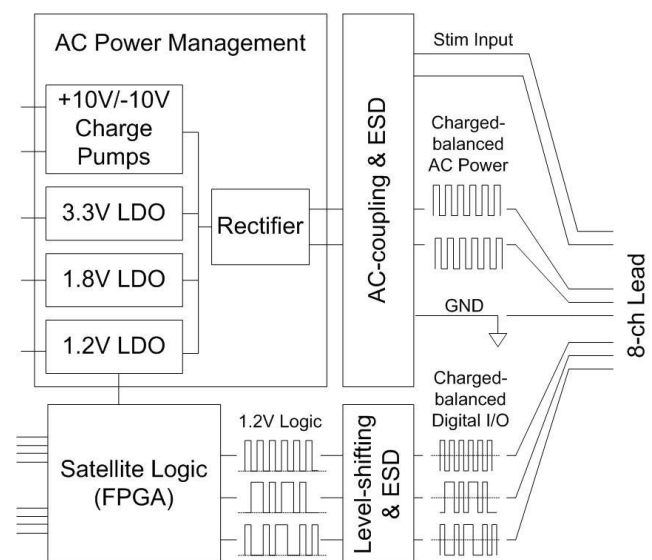 AC Power Management
+10V/-10V
Charge
Pumps
3.3V LDO
1.8V LDO
1.2V LDO
Rectifier
AC-coupling & ESD
Stim Input
Charged-
balanced
AC Power
GND
8-ch Lead
Charged-
balanced
Digital I/O
1.2V Logic
Satellite Logic
(FPGA)
Level-shifting
& ESD